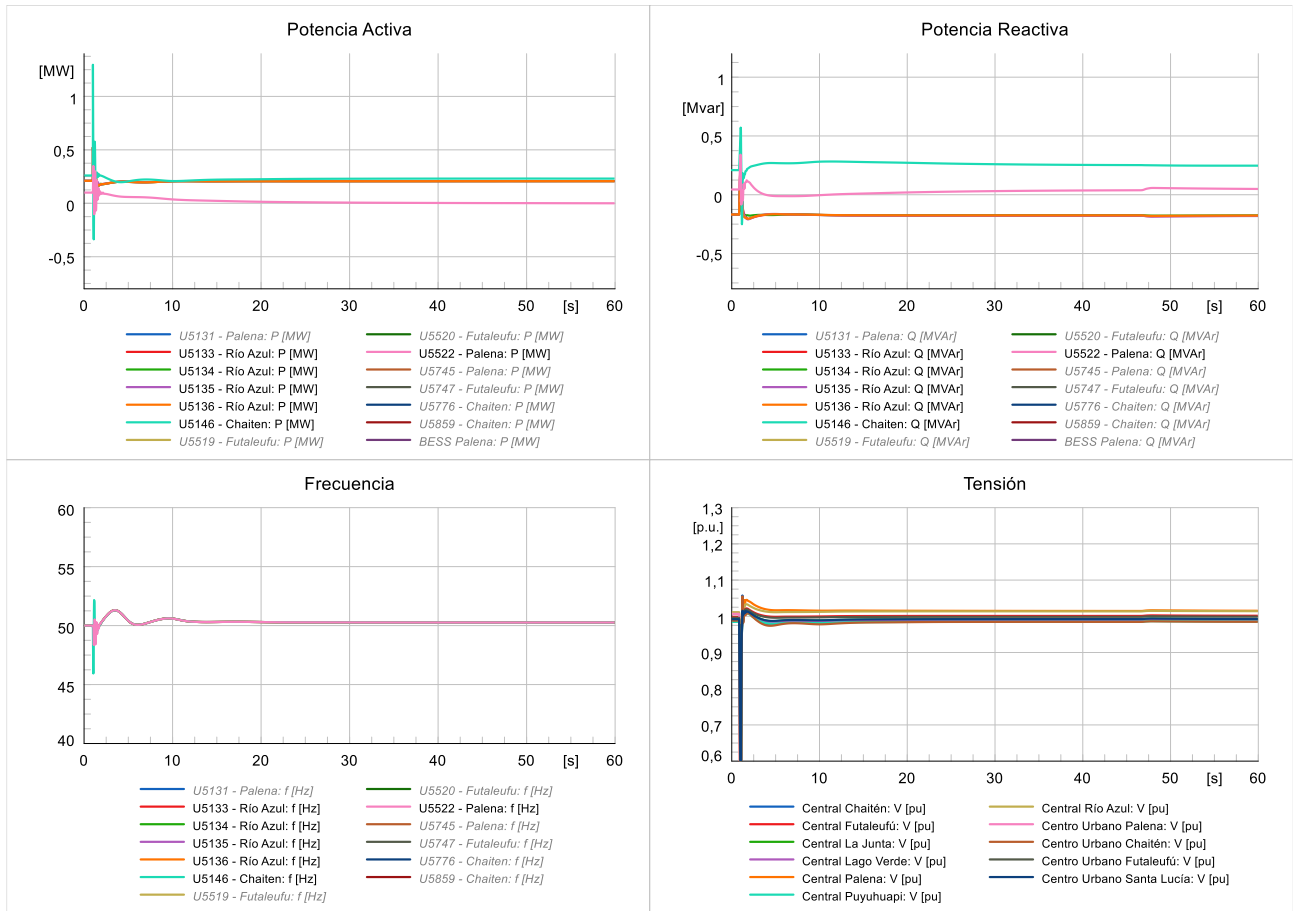 Potencia Activa
[MW]
1
0,5
0
-0,5
0 10 20 30 40 50 [s] 60
U5131 - Palena: P [MW] U5520 - Futaleufu: P [MW]
U5133 - Río Azul: P [MW] U5522 - Palena: P [MW]
U5134 - Río Azul: P [MW] U5745 - Palena: P [MW]
U5135 - Río Azul: P [MW] U5747 - Futaleufu: P [MW]
U5136 - Río Azul: P [MW] U5776 - Chaiten: P [MW]
U5146 - Chaiten: P [MW] U5859 - Chaiten: P [MW]
U5519 - Futaleufu: P [MW] BESS Palena: P [MW]
Potencia Reactiva
1
[Mvar]
0,5
0
-0,5
0 10 20 30 40 50 [s] 60
U5131 - Palena: Q [MVAr] U5520 - Futaleufu: Q [MVAr]
U5133 - Río Azul: Q [MVAr] U5522 - Palena: Q [MVAr]
U5134 - Río Azul: Q [MVAr] U5745 - Palena: Q [MVAr]
U5135 - Río Azul: Q [MVAr] U5747 - Futaleufu: Q [MVAr]
U5136 - Río Azul: Q [MVAr] U5776 - Chaiten: Q [MVAr]
U5146 - Chaiten: Q [MVAr] U5859 - Chaiten: Q [MVAr]
U5519 - Futaleufu: Q [MVAr] BESS Palena: Q [MVAr]
Frecuencia
60
55
50
45
40
0 10 20 30 40 50 [s] 60
U5131 - Palena: f [Hz] U5520 - Futaleufu: f [Hz]
U5133 - Río Azul: f [Hz] U5522 - Palena: f [Hz]
U5134 - Río Azul: f [Hz] U5745 - Palena: f [Hz]
U5135 - Río Azul: f [Hz] U5747 - Futaleufu: f [Hz]
U5136 - Río Azul: f [Hz] U5776 - Chaiten: f [Hz]
U5146 - Chaiten: f [Hz] U5859 - Chaiten: f [Hz]
U5519 - Futaleufu: f [Hz]
Tensión
1,3
[p.u.]
1,2
1,1
1
0,9
0,8
0,7
0,6
0 10 20 30 40 50 [s] 60
Central Chaitén: V [pu] Central Río Azul: V [pu]
Central Futaleufú: V [pu] Centro Urbano Palena: V [pu]
Central La Junta: V [pu] Centro Urbano Chaitén: V [pu]
Central Lago Verde: V [pu] Centro Urbano Futaleufú: V [pu]
Central Palena: V [pu] Centro Urbano Santa Lucía: V [pu]
Central Puyuhuapi: V [pu]